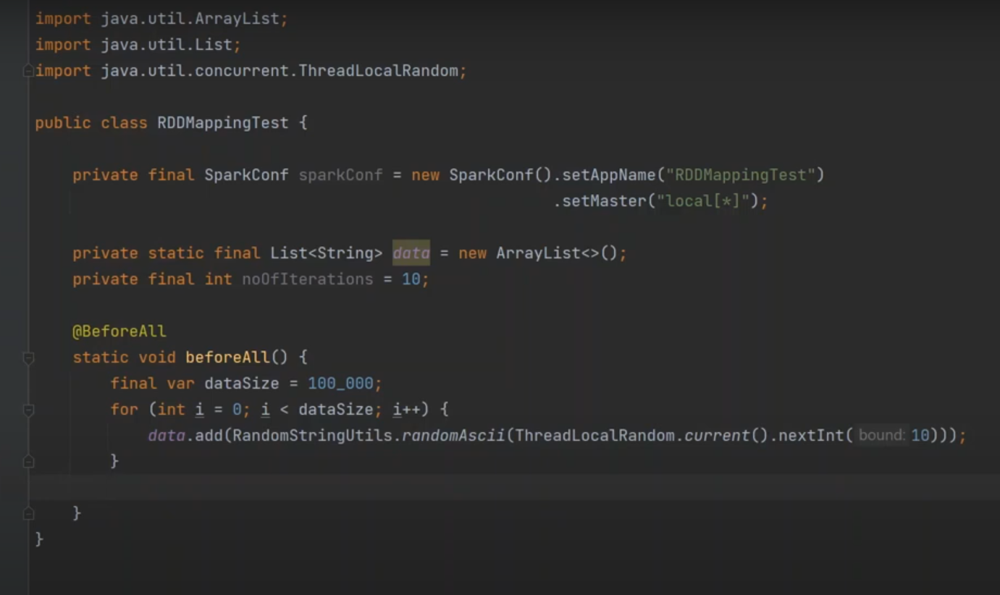 import java.util.ArrayList;
import java.util.List;
import java.util.concurrent.ThreadLocalRandom;
public class RDDMappingTest {
private final SparkConf sparkConf = new SparkConf().setAppName("RDDMappingTest")
.setMaster("local[*]");
private static final List<String> data = new ArrayList<>();
private final int noOfIterations = 10;
@BeforeAll
static void beforeAll() {
final var dataSize = 100_000;
for (int i = 0; i < dataSize; i++) {
data.add(RandomStringUtils.randomAscii(ThreadLocalRandom.current().nextInt( bound: 10)));
}
}
}